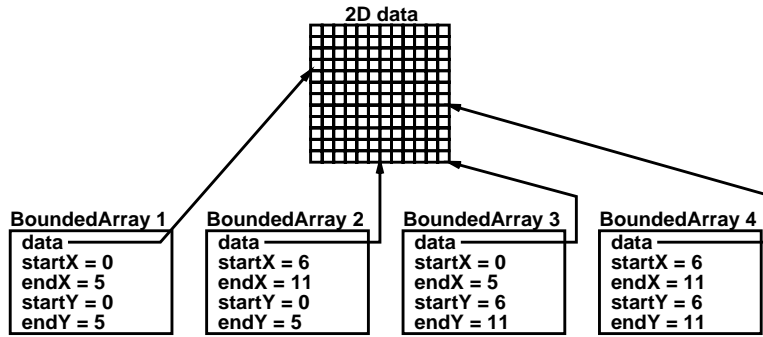 2D data
BoundedArray 1
data
startX = 0
endX = 5
startY = 0
endY = 5
BoundedArray 2
data
startX = 6
endX = 11
startY = 0
endY = 5
BoundedArray 3
data
startX = 0
endX = 5
startY = 6
endY = 11
BoundedArray 4
data
startX = 6
endX = 11
startY = 6
endY = 11